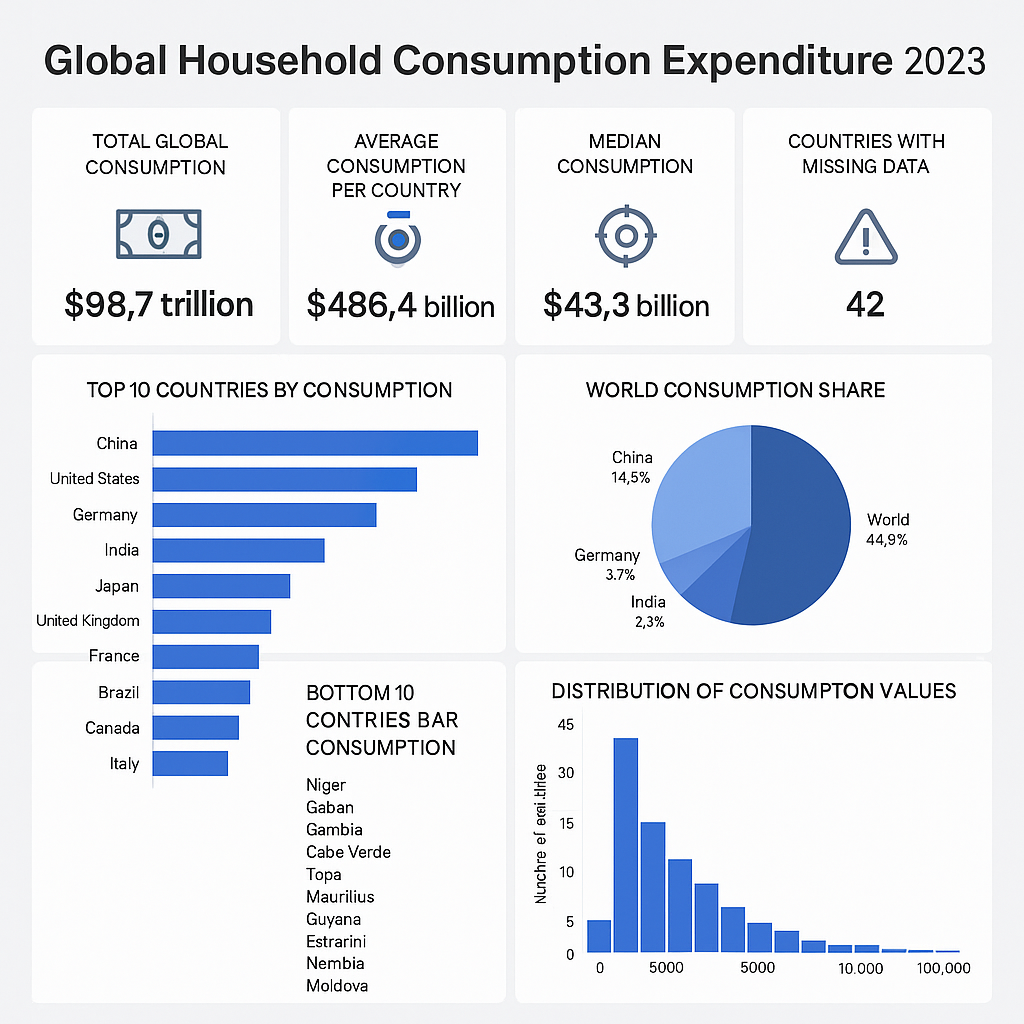 Global Household Consumption Expenditure 2023
TOTAL GLOBAL
CONSUMPTION
$98,7 trillion
AVERAGE
CONSUMPTION
PER COUNTRY
$486,4 billion
MEDIAN
CONSUMPTION
$43,3 billion
COUNTRIES WITH
MISSING DATA
42
TOP 10 COUNTRIES BY CONSUMPTION
China
United States
Germany
India
Japan
United Kingdom
France
Brazil
Canada
Italy
WORLD CONSUMPTION SHARE
China
14,5%
World
44,9%
Germany
3.7%
India
2,3%
BOTTOM 10
CONTRIES BAR
CONSUMPTION
Niger
Gaban
Gambia
Cabe Verde
Topa
Maurilius
Guyana
Estrarini
Nembia
Moldova
DISTRIBUTION OF CONSUMPTON VALUES
45
30
15
10
5
0
0
5000
5000
10.000
100,000